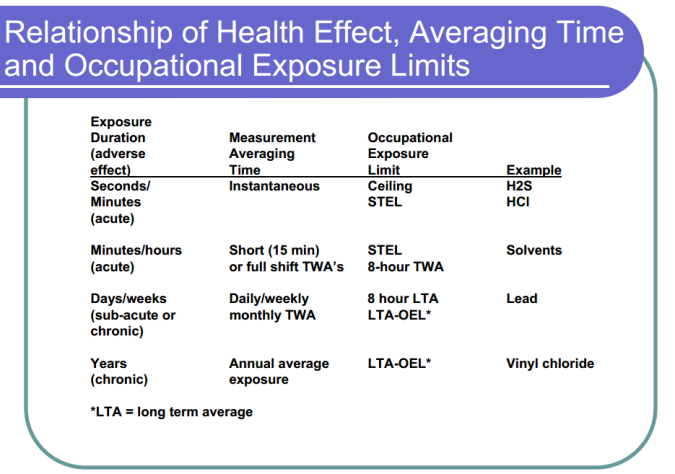 Relationship of Health Effect, Averaging Time
and Occupational Exposure Limits
Exposure
Duration Measurement Occupational
(adverse Averaging Exposure
effect) Time Limit Example
Seconds/ Instantaneous Ceiling H2S
Minutes STEL HCl
(acute)
Minutes/hours Short (15 min) STEL Solvents
(acute) or full shift TWA's 8-hour TWA
Days/weeks Daily/weekly 8 hour LTA Lead
(sub-acute or monthly TWA LTA-OEL*
chronic)
Years Annual average LTA-OEL* Vinyl chloride
(chronic) exposure
*LTA = long term average